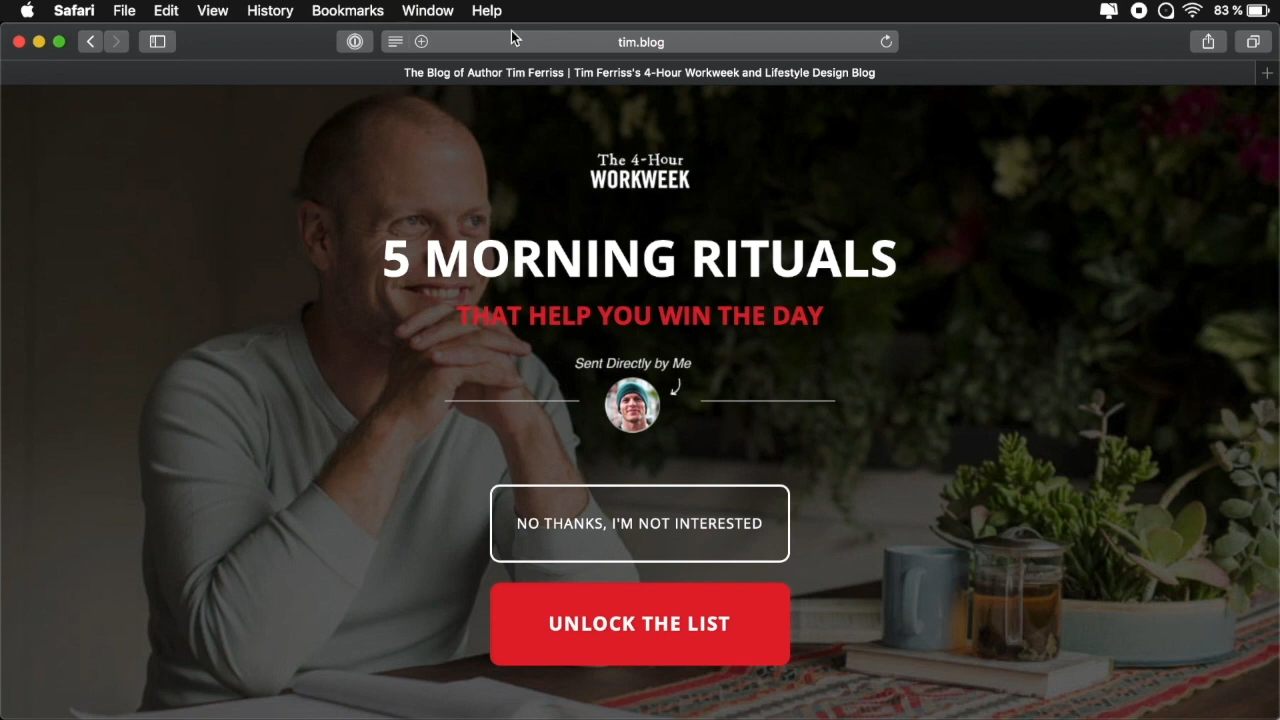 Safari File Edit View History Bookmarks Window Help 83 %
tim.blog
The Blog of Author Tim Ferriss | Tim Ferriss's 4-Hour Workweek and Lifestyle Design Blog
The 4-Hour
WORKWEEK
5 MORNING RITUALS
THAT HELP YOU WIN THE DAY
Sent Directly by Me
NO THANKS, I'M NOT INTERESTED
UNLOCK THE LIST